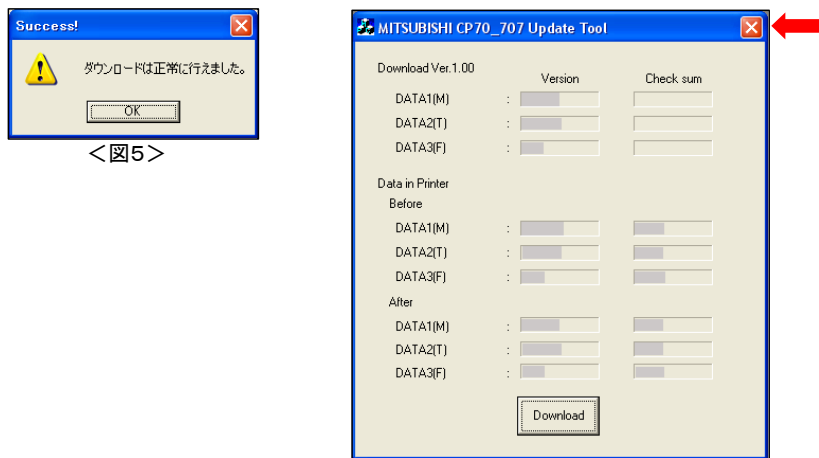 Success!
ダウンロードは正常に行えました。
OK
<図5>
MITSUBISHI CP70_707 Update Tool
Download Ver.1.00
Version Check sum
DATA1(M) :
DATA2(T) :
DATA3(F) :
Data in Printer
Before
DATA1(M) :
DATA2(T) :
DATA3(F) :
After
DATA1(M) :
DATA2(T) :
DATA3(F) :
Download